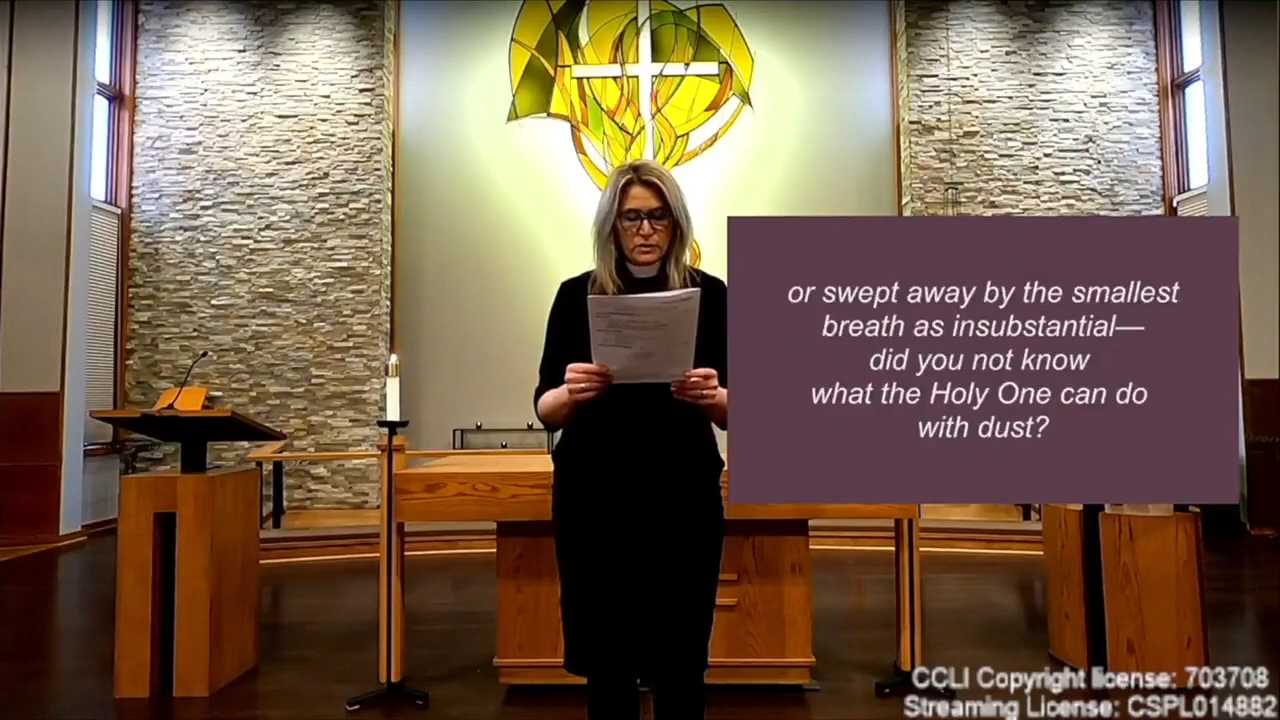 or swept away by the smallest
breath as insubstantial—
did you not know
what the Holy One can do
with dust?
CCLI Copyright license: 703708
Streaming License: CSPL014882